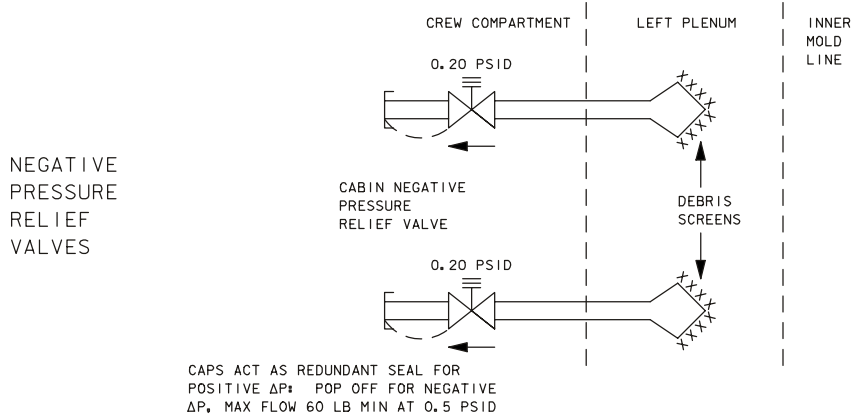 CREW COMPARTMENT
LEFT PLENUM
INNER
MOLD
LINE
0.20 PSID
NEGATIVE
PRESSURE
RELIEF
VALVES
CABIN NEGATIVE
PRESSURE
RELIEF VALVE
DEBRIS
SCREENS
0.20 PSID
CAPS ACT AS REDUNDANT SEAL FOR
POSITIVE ΔP: POP OFF FOR NEGATIVE
ΔP, MAX FLOW 60 LB MIN AT 0.5 PSID